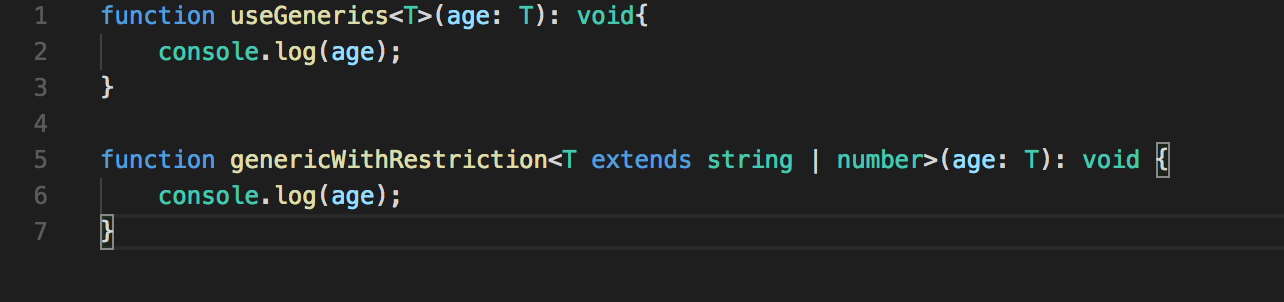 1 function useGenerics<T>(age: T): void{
2     console.log(age);
3 }
4
5 function genericWithRestriction<T extends string | number>(age: T): void {
6     console.log(age);
7 }